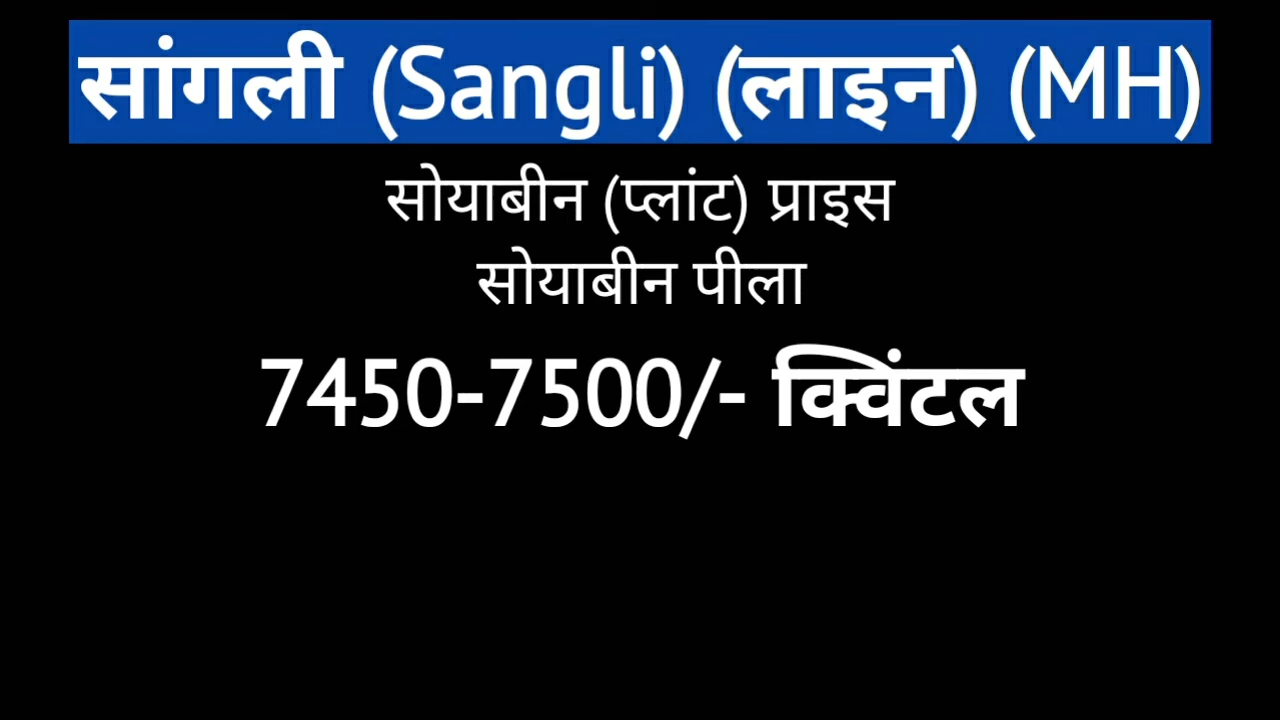 सांगली (Sangli) (लाइन) (MH)
सोयाबीन (प्लांट) प्राइस
सोयाबीन पीला
7450-7500/- क्विंटल